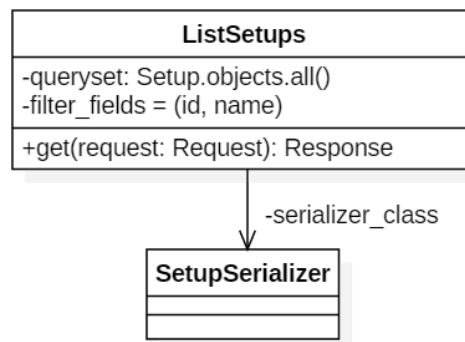 ListSetups
-queryset: Setup.objects.all()
-filter_fields = (id, name)
+get(request: Request): Response
-serializer_class
SetupSerializer